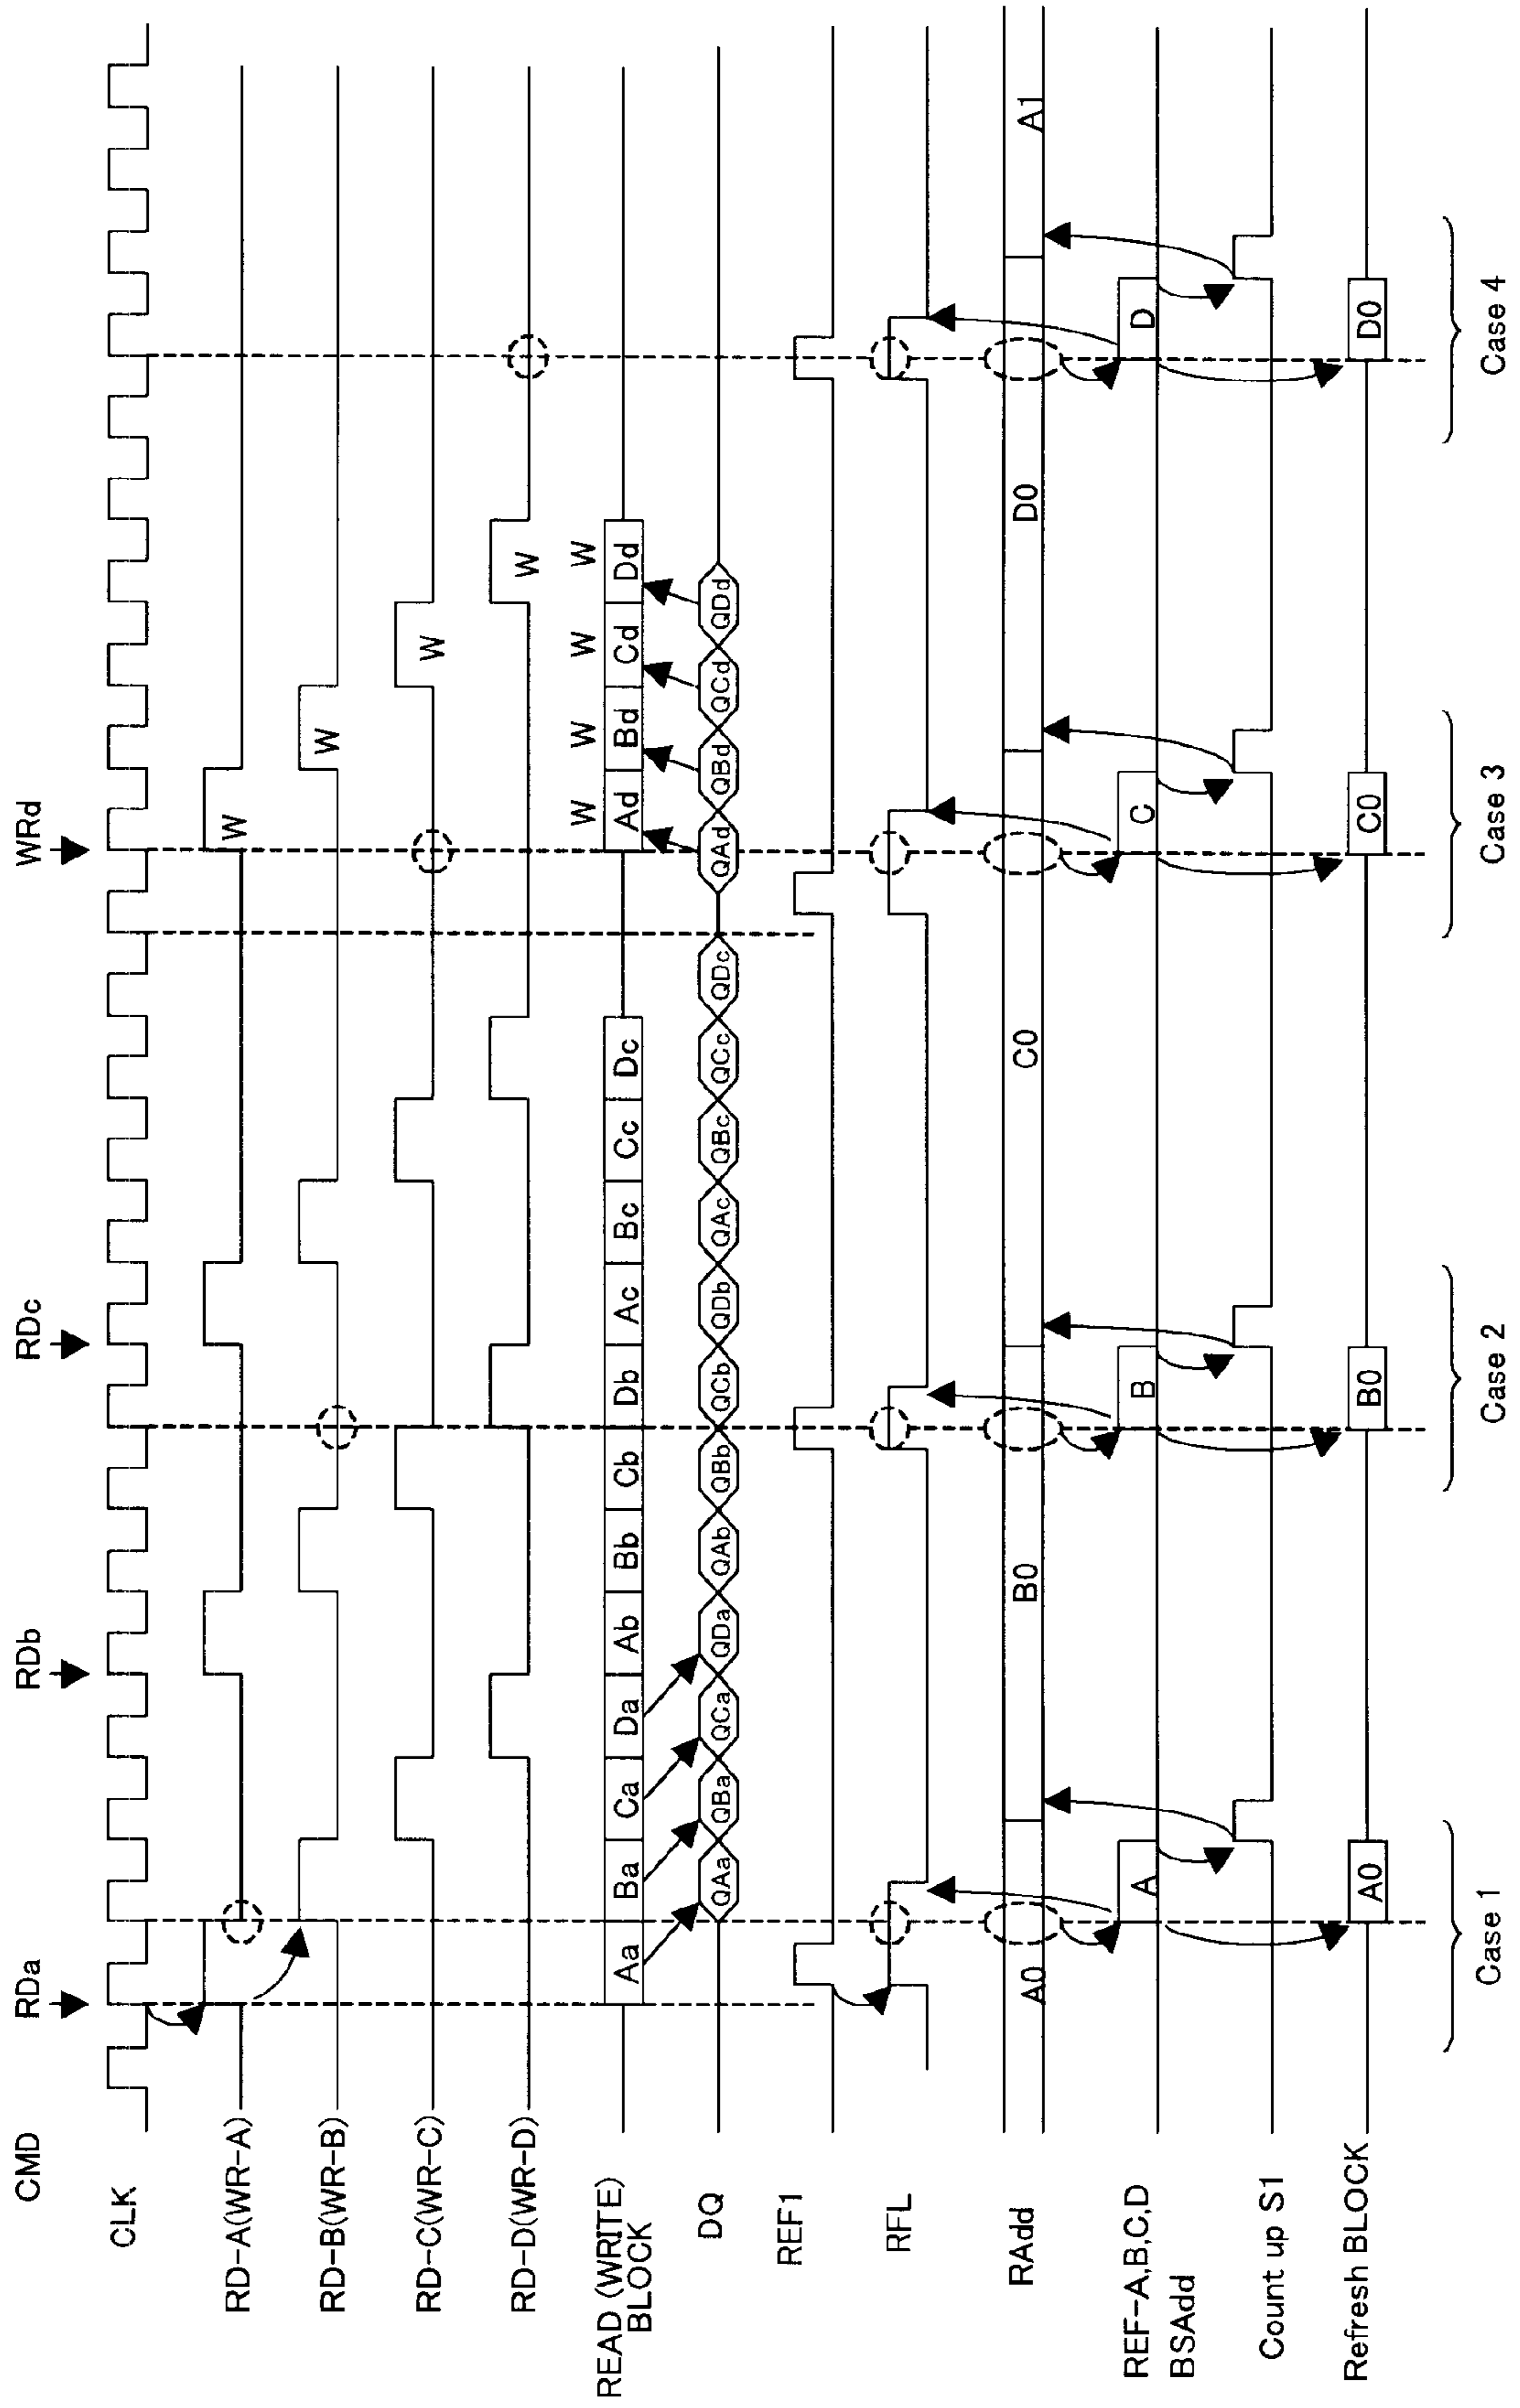 CMD RDa RDb RDc WRd
CLK
RD-A(WR-A) W
RD-B(WR-B) W
RD-C(WR-C) W
RD-D(WR-D) W
W W W W
READ (WRITE) BLOCK Aa Ba Ca Da Ab Bb Cb Db Ac Bc Cc Dc Ad Bd Cd Dd
DQ QAa QBa QCa QDa QAb QBb QCb QDb QAc QBc QCc QDc QAd QBd QCd QDd
REF1
RFL
RAdd A0 B0 C0 D0 A1
REF-A,B,C,D A B C D
BSAdd
Count up S1
Refresh BLOCK A0 B0 C0 D0
Case 1 Case 2 Case 3 Case 4